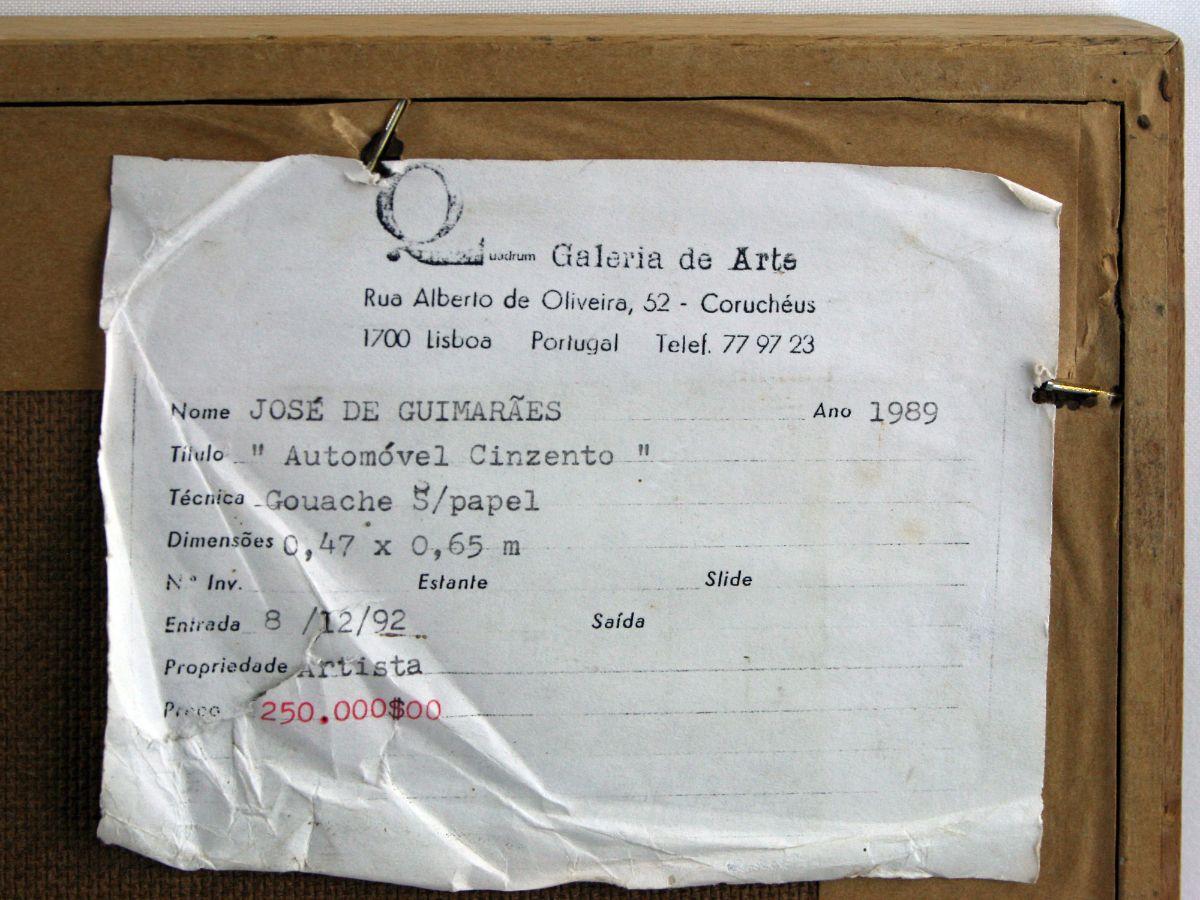 Quadrum Galeria de Arte
Rua Alberto de Oliveira, 52 - Coruchéus
1700 Lisboa Portugal Telef. 77 97 23
Nome JOSÉ DE GUIMARÃES Ano 1989
Título " Automóvel Cinzento "
Técnica Gouache S/papel
Dimensões 0,47 x 0,65 m
N.º Inv. Estante Slide
Entrada 8 /12/92 Saída
Propriedade Artista
Preço 250.000$00